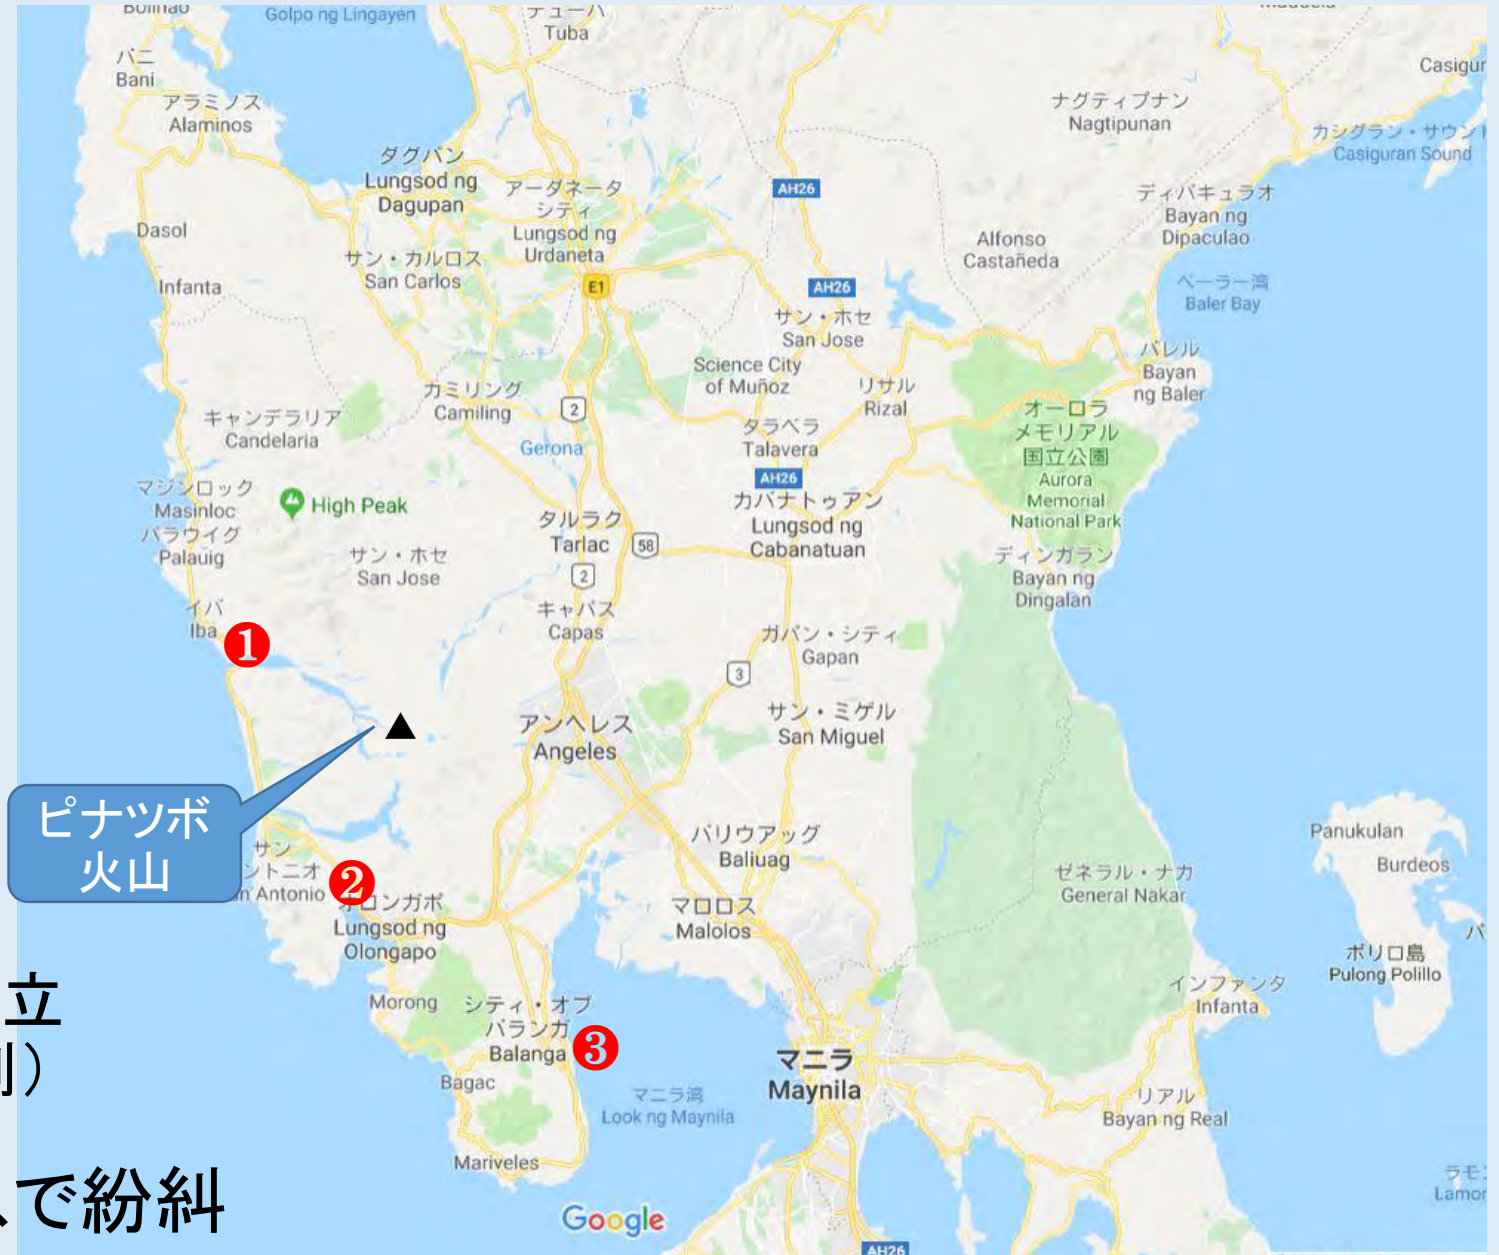 Golpo ng Lingayen
Tuba
バニ
Bani
アラミノス
Alaminos
Casigur
ナグティプナン
Nagtipunan
カシグラン・サウンド
Casiguran Sound
ダグパン
Lungsod ng
Dagupan
アーダネータ
シティ
Lungsod ng
Urdaneta
AH26
ディパキュラオ
Bayan ng
Dipaculao
Dasol
サン・カルロス
San Carlos
Alfonso
Castañeda
Infanta
E1
AH26
バーラー湾
Baler Bay
サン・ホセ
San Jose
Science City
of Muñoz
バレル
Bayan
ng Baler
カミリング
Camiling
2
リサル
Rizal
キャンデラリア
Candelaria
Gerona
タラベラ
Talavera
オーロラ
メモリアル
国立公園
Aurora
Memorial
National Park
AH26
マジンロック
Masinloc
High Peak
カバナトゥアン
Lungsod ng
Cabanatuan
パラウイグ
Palauig
タルラク
Tarlac
58
サン・ホセ
San Jose
2
ディンガラン
Bayan ng
Dingalan
イバ
Iba
❶
キャパス
Capas
ガパン・シティ
Gapan
3
アンヘレス
Angeles
サン・ミゲル
San Miguel
ピナツボ
火山
バリウアッグ
Baliuag
Panukulan
Burdeos
サン
ントニオ
n Antonio
❷
ロンガポ
Lungsod ng
Olongapo
マロロス
Malolos
ゼネラル・ナカ
General Nakar
ポリロ島
Pulong Polillo
立
Morong
シティ・オブ
バランガ
Balanga
❸
インファンタ
Infanta
)
マニラ
Maynila
Bagac
マニラ湾
Look ng Maynila
リアル
Bayan ng Real
Mariveles
で紛糾
Google
ラモ
Lamor
AH26